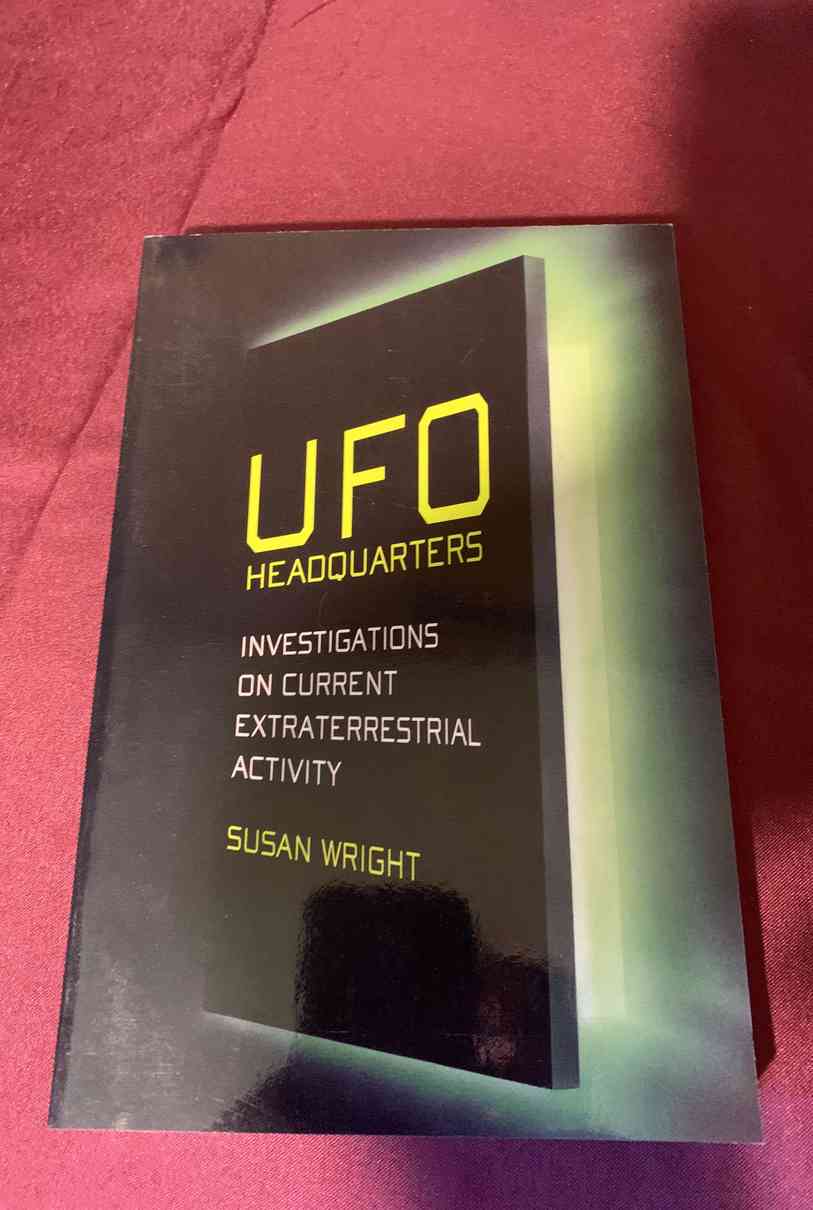 UFO
HEADQUARTERS
INVESTIGATIONS
ON CURRENT
EXTRATERRESTRIAL
ACTIVITY
SUSAN WRIGHT